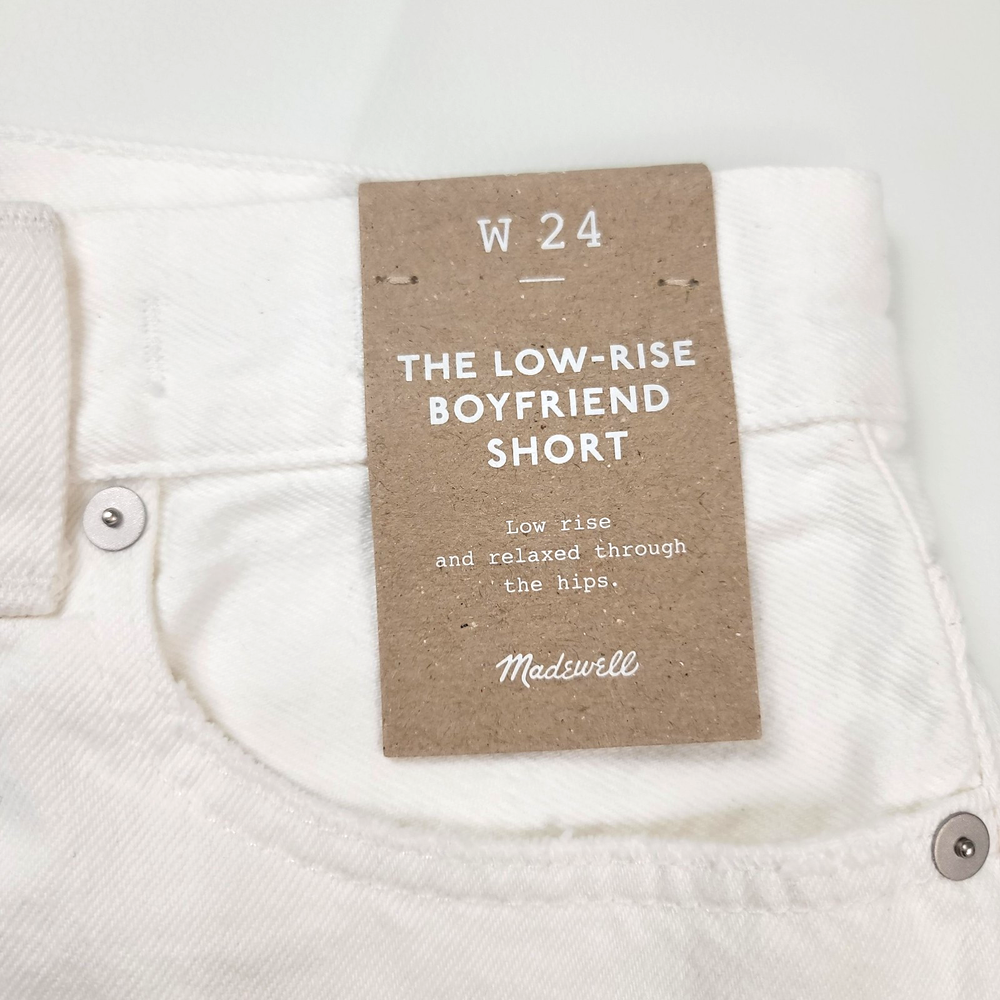 W 24
THE LOW-RISE
BOYFRIEND
SHORT
Low rise
and relaxed through
the hips.
Madewell